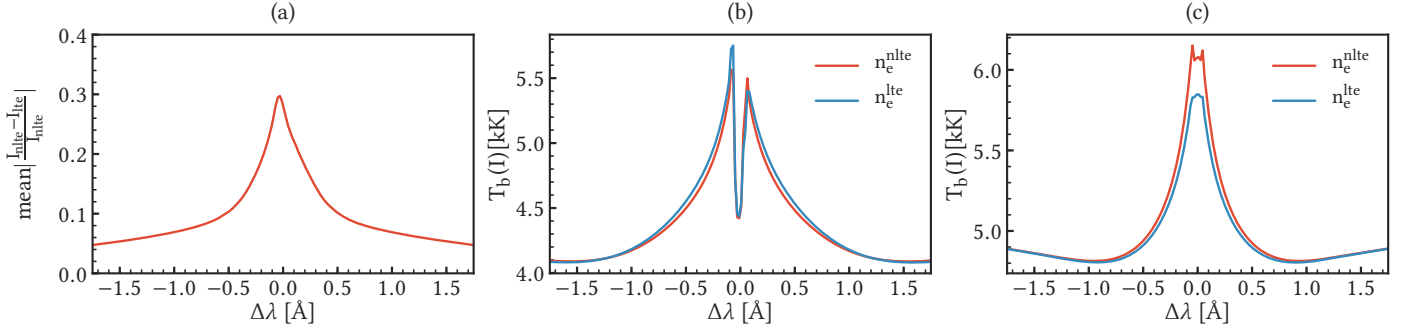 (a)
mean|I_nlte−I_lte / I_nlte|
0.4
0.3
0.2
0.1
0.0
−1.5 −1.0 −0.5 0.0 0.5 1.0 1.5
Δλ [Å]
(b)
T_b(I)[kK]
5.5
5.0
4.5
4.0
n_e^nlte
n_e^lte
−1.5 −1.0 −0.5 0.0 0.5 1.0 1.5
Δλ [Å]
(c)
T_b(I)[kK]
6.0
5.5
5.0
n_e^nlte
n_e^lte
−1.5 −1.0 −0.5 0.0 0.5 1.0 1.5
Δλ [Å]